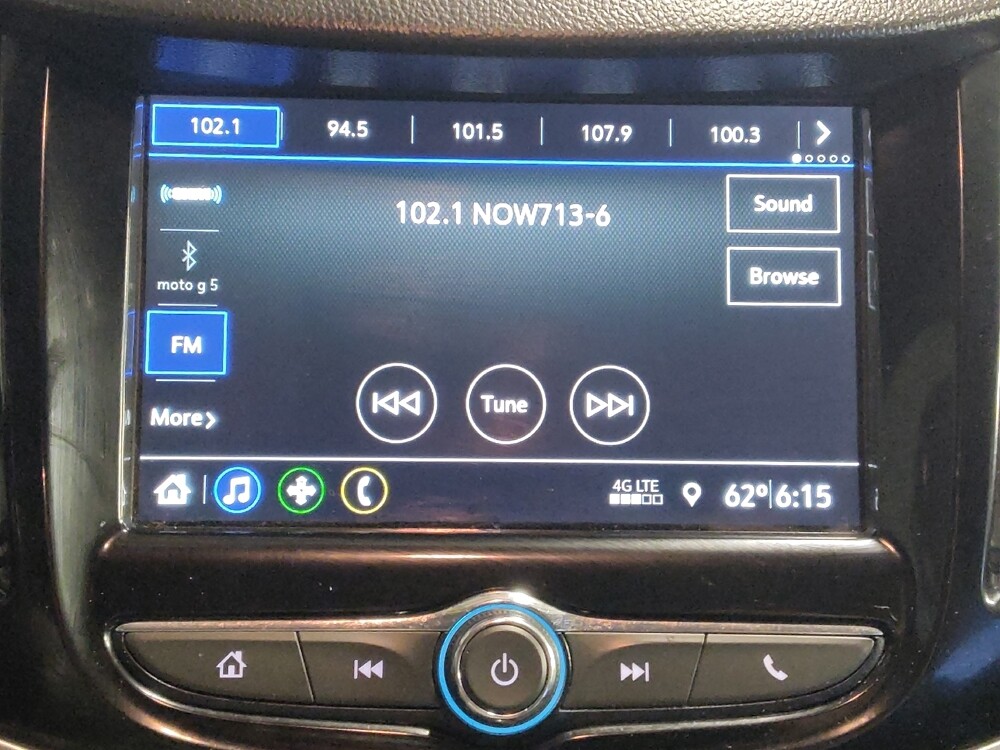 102.1 94.5 101.5 107.9 100.3
102.1 NOW713-6
Sound
Browse
moto g 5
FM
More
Tune
4G LTE
62° 6:15